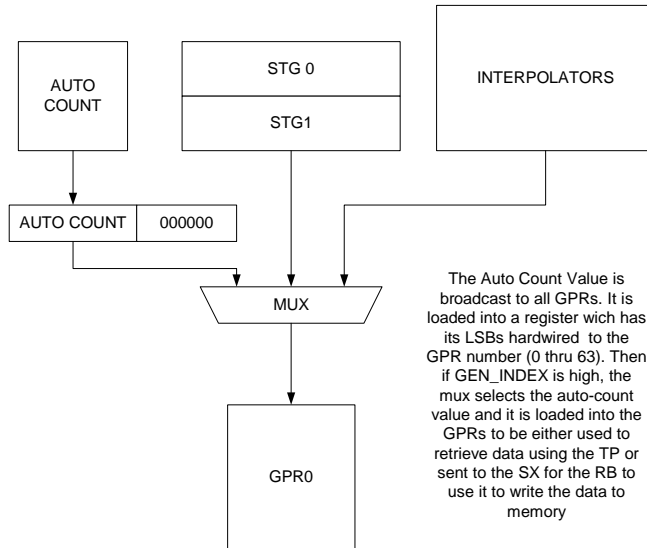 AUTO
COUNT
STG 0
STG1
INTERPOLATORS
AUTO COUNT
000000
MUX
GPR0
The Auto Count Value is
broadcast to all GPRs. It is
loaded into a register wich has
its LSBs hardwired to the
GPR number (0 thru 63). Then
if GEN_INDEX is high, the
mux selects the auto-count
value and it is loaded into the
GPRs to be either used to
retrieve data using the TP or
sent to the SX for the RB to
use it to write the data to
memory